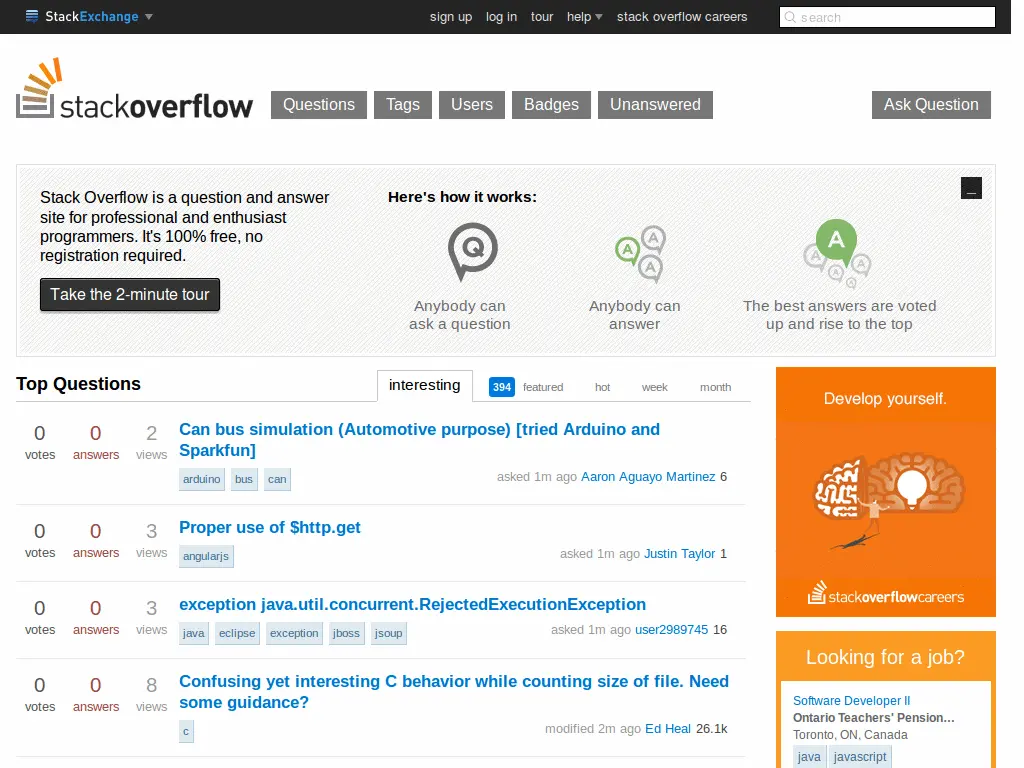 StackExchange
sign up log in tour help stack overflow careers
search
stackoverflow
Questions Tags Users Badges Unanswered
Ask Question
Stack Overflow is a question and answer
site for professional and enthusiast
programmers. It's 100% free, no
registration required.
Take the 2-minute tour
Here's how it works:
_
Q
Anybody can
ask a question
A
A
A
Anybody can
answer
A
A
A
A
A
The best answers are voted
up and rise to the top
Top Questions
interesting 394 featured hot week month
0 0 2
votes answers views
Can bus simulation (Automotive purpose) [tried Arduino and
Sparkfun]
arduino bus can
asked 1m ago Aaron Aguayo Martinez 6
0 0 3
votes answers views
Proper use of $http.get
angularjs
asked 1m ago Justin Taylor 1
0 0 3
votes answers views
exception java.util.concurrent.RejectedExecutionException
java eclipse exception jboss jsoup
asked 1m ago user2989745 16
0 0 8
votes answers views
Confusing yet interesting C behavior while counting size of file. Need
some guidance?
c
modified 2m ago Ed Heal 26.1k
Develop yourself.
stackoverflowcareers
Looking for a job?
Software Developer II
Ontario Teachers' Pension…
Toronto, ON, Canada
java javascript